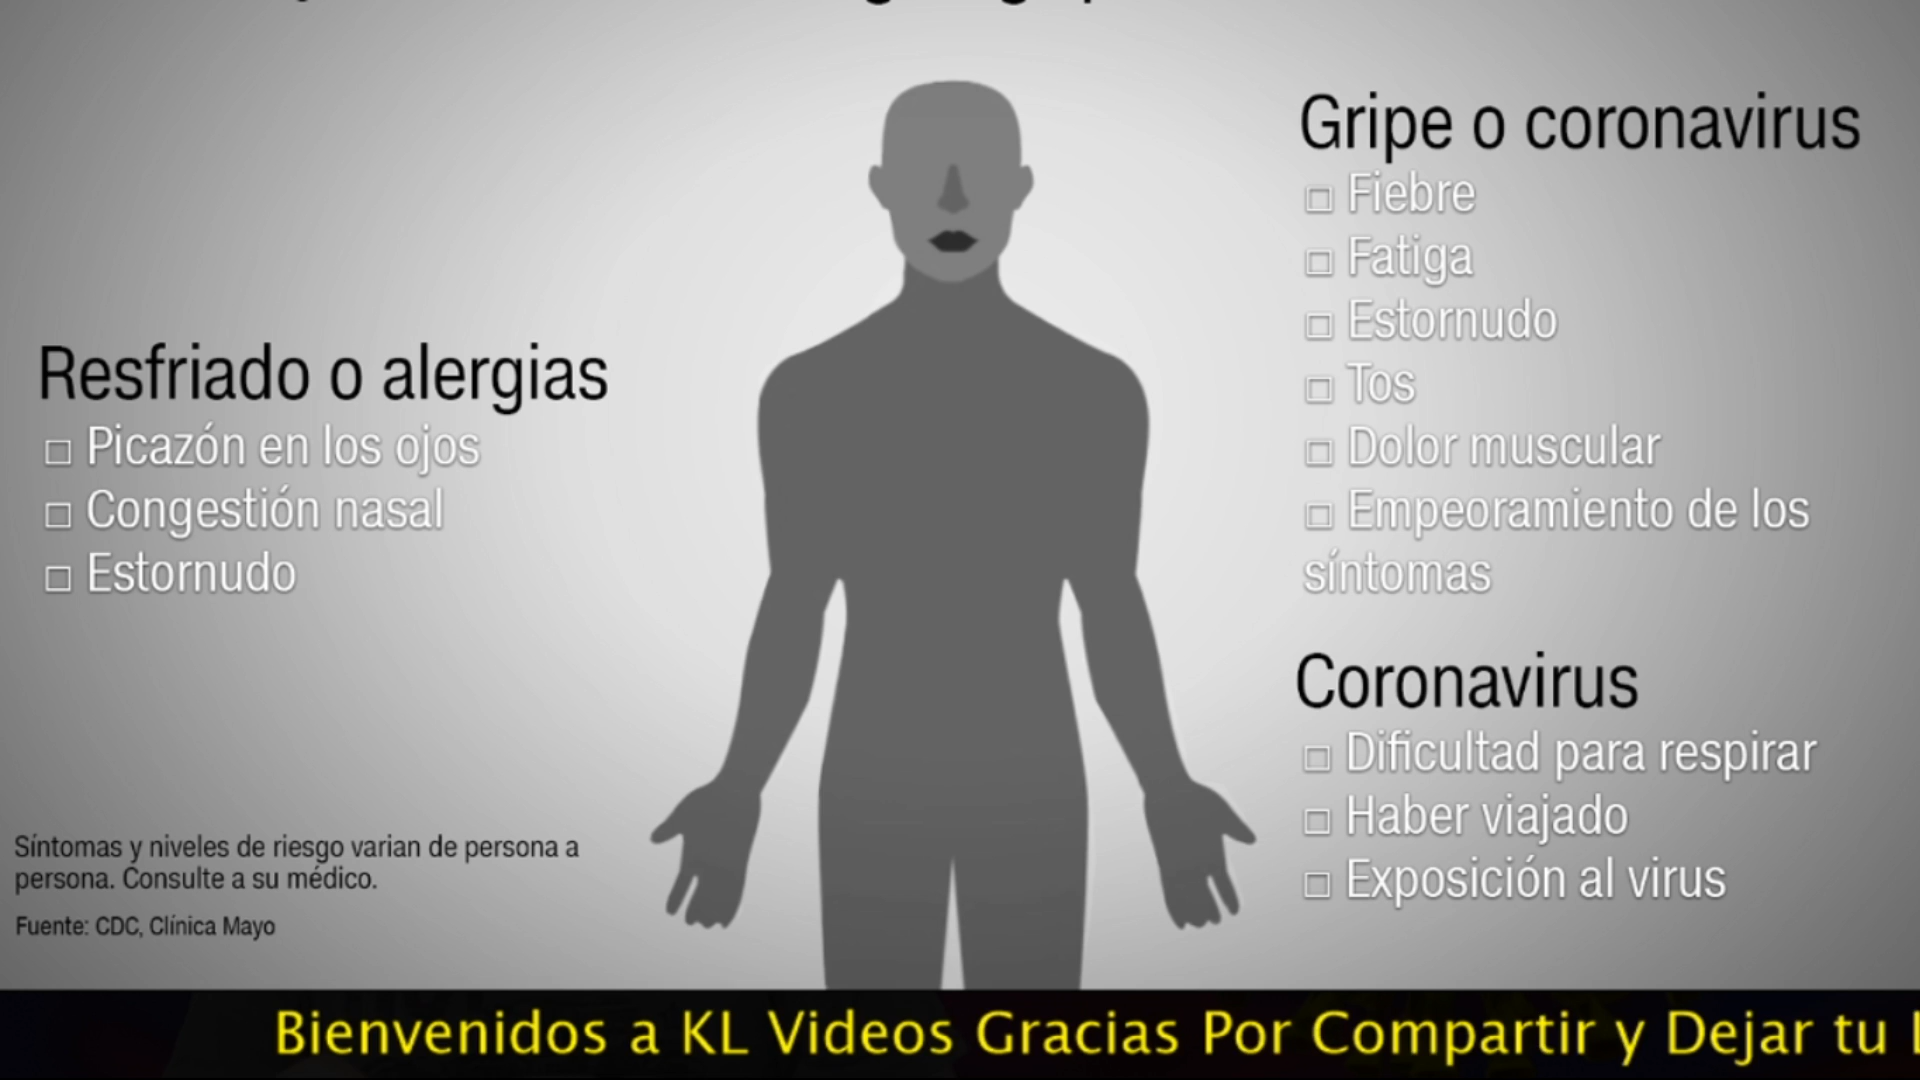 Resfriado o alergias
Picazón en los ojos
Congestión nasal
Estornudo
Síntomas y niveles de riesgo varian de persona a
persona. Consulte a su médico.
Fuente: CDC, Clínica Mayo
Gripe o coronavirus
Fiebre
Fatiga
Estornudo
Tos
Dolor muscular
Empeoramiento de los
síntomas
Coronavirus
Dificultad para respirar
Haber viajado
Exposición al virus
Bienvenidos a KL Videos Gracias Por Compartir y Dejar tu